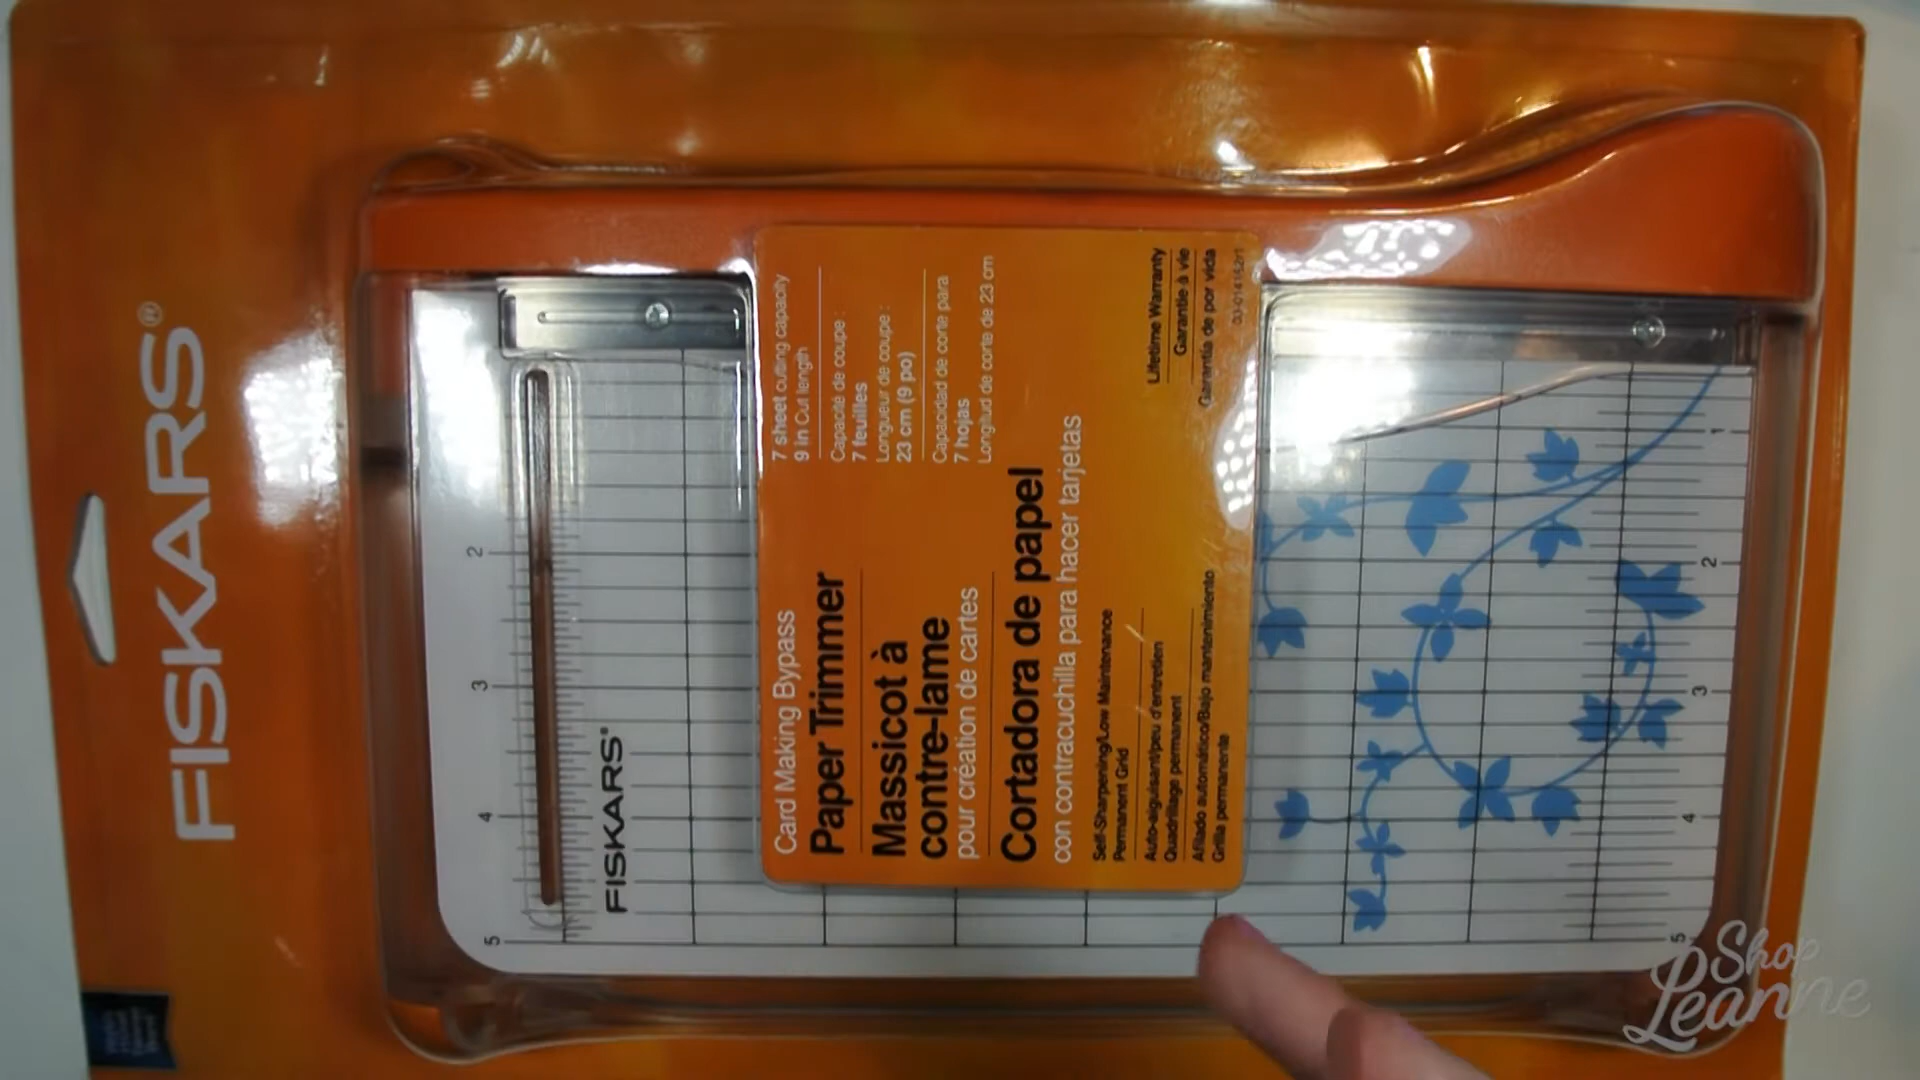 FISKARS®
FISKARS®
Card Making Bypass
Paper Trimmer
Massicot à
contre-lame
pour création de cartes
Cortadora de papel
con contracuchilla para hacer tarjetas
7 sheet cutting capacity
9 in Cut length
Capacité de coupe :
7 feuilles
Longueur de coupe :
23 cm (9 po)
Capacidad de corte para
7 hojas
Longitud de corte de 23 cm
Self-Sharpening/Low Maintenance
Permanent Grid
Auto-aiguisant/peu d'entretien
Quadrillage permanent
Afilado automático/Bajo mantenimiento
Grilla permanente
Lifetime Warranty
Garantie à vie
Garantía de por vida
2
3
4
5
1
2
3
4
5
Shop
Leanne